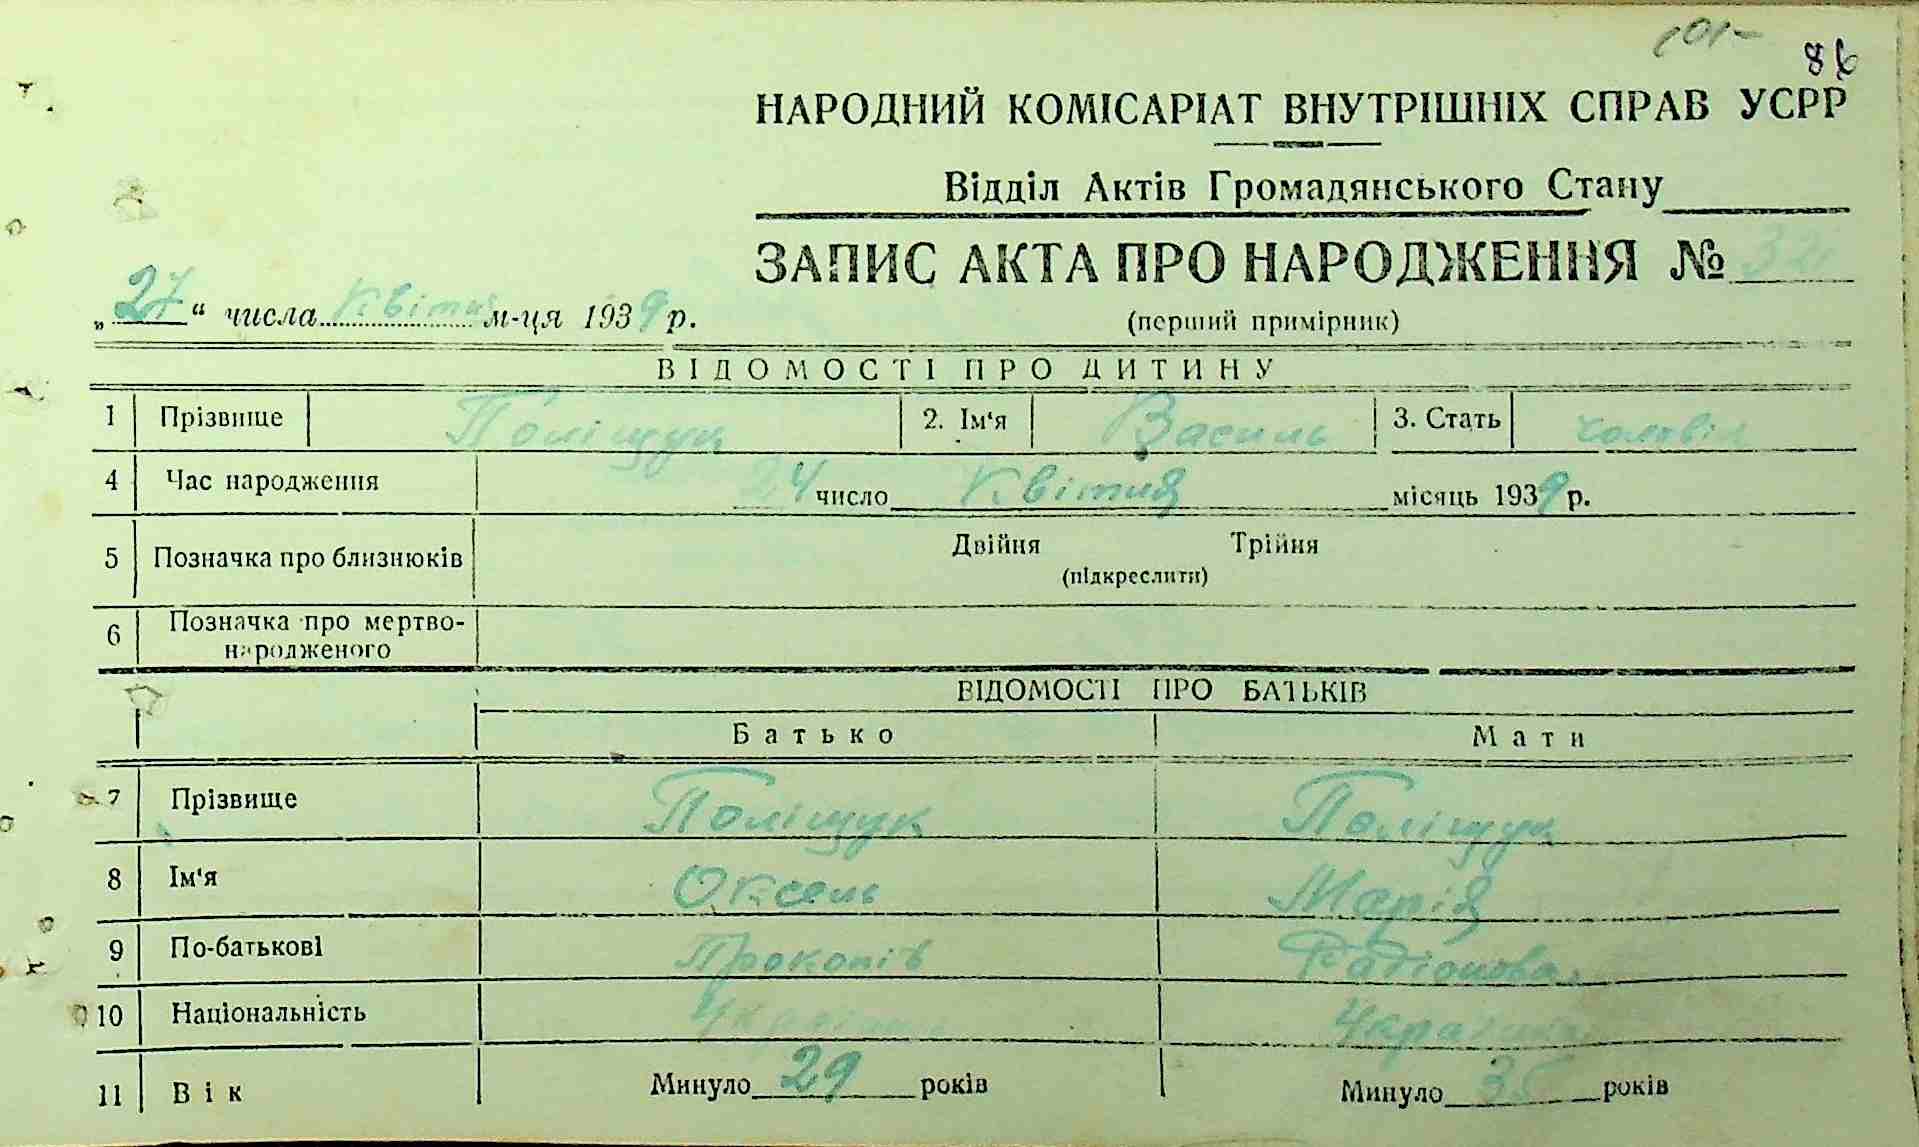 101-
86
НАРОДНИЙ КОМІСАРІАТ ВНУТРІШНІХ СПРАВ УСРР
Відділ Актів Громадянського Стану
ЗАПИС АКТА ПРО НАРОДЖЕННЯ №
„27“ числа Квітня м-ця 1939 р.
(перший примірник)
ВІДОМОСТІ ПРО ДИТИНУ
1 Прізвище Поліщук 2. Ім'я Василь 3. Стать чоловіч
4 Час народження 24 число Квітня місяць 1939 р.
5 Позначка про близнюків Двійня Трійня
(підкреслити)
6 Позначка про мертво-
народженого
ВІДОМОСТІ ПРО БАТЬКІВ
Батько Мати
7 Прізвище Поліщук Поліщук
8 Ім'я Оксень Марія
9 По-батькові Прокопів Радіонова
10 Національність
11 Вік Минуло 29 років Минуло років